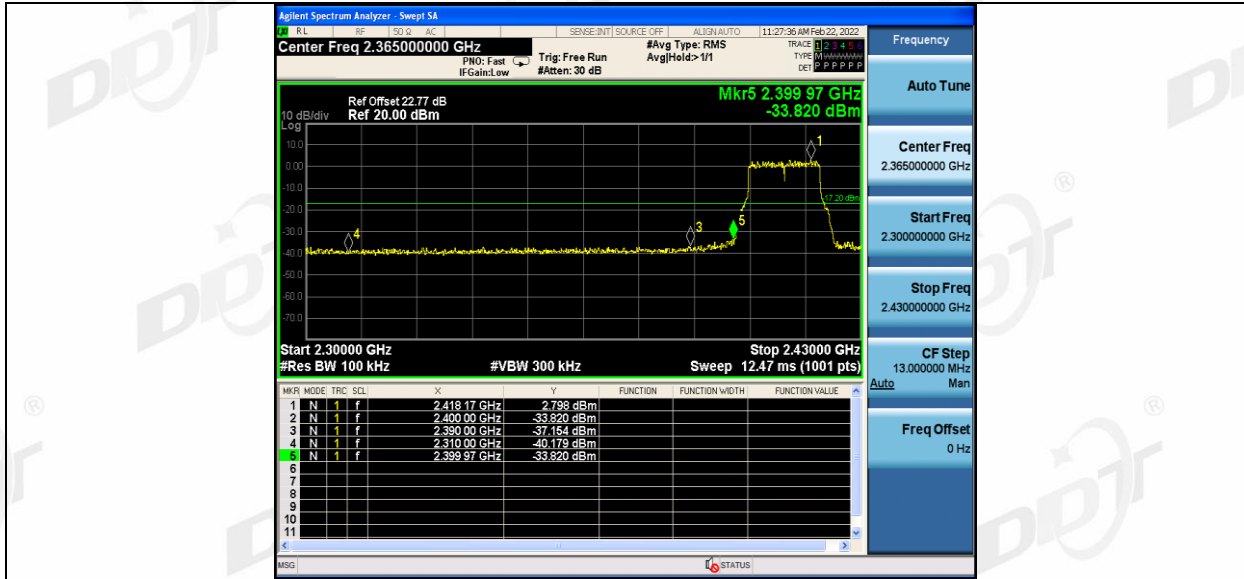 Agilent Spectrum Analyzer - Swept SA
RL RF 50 Ω AC SENSE:INT SOURCE OFF ALIGN AUTO 11:27:36 AM Feb 22, 2022
Center Freq 2.365000000 GHz
PNO: Fast
IFGain:Low
Trig: Free Run
#Atten: 30 dB
#Avg Type: RMS
Avg|Hold:>1/1
TRACE 1 2 3 4 5 6
TYPE M
DET P P P P P P
Ref Offset 22.77 dB
Ref 20.00 dBm
10 dB/div
Log
Mkr5 2.399 97 GHz
-33.820 dBm
10.0
0.00
-10.0
-20.0
-30.0
-40.0
-50.0
-60.0
-70.0
1
3
4
5
-17.20 dBm
Start 2.30000 GHz
Stop 2.43000 GHz
#Res BW 100 kHz
#VBW 300 kHz
Sweep 12.47 ms (1001 pts)
MKR MODE TRC SCL X Y FUNCTION FUNCTION WIDTH FUNCTION VALUE
1 N 1 f 2.418 17 GHz 2.798 dBm
2 N 1 f 2.400 00 GHz -33.820 dBm
3 N 1 f 2.390 00 GHz -37.154 dBm
4 N 1 f 2.310 00 GHz -40.179 dBm
5 N 1 f 2.399 97 GHz -33.820 dBm
6
7
8
9
10
11
MSG
STATUS
Frequency
Auto Tune
Center Freq
2.365000000 GHz
Start Freq
2.300000000 GHz
Stop Freq
2.430000000 GHz
CF Step
13.000000 MHz
Auto Man
Freq Offset
0 Hz
DDT
®